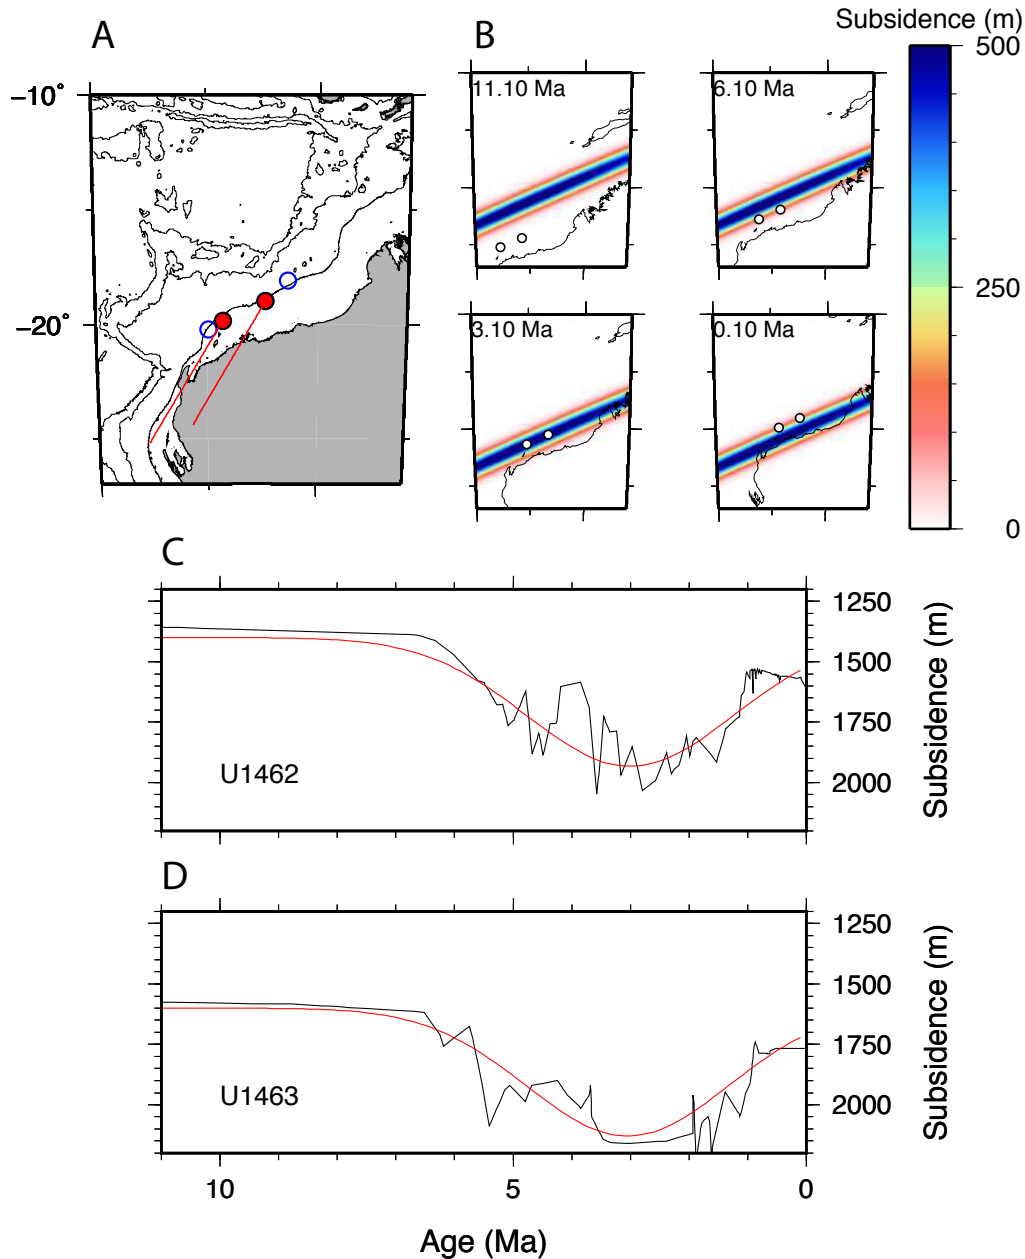 A
−10°
−20°
B
Subsidence (m)
500
250
0
11.10 Ma
6.10 Ma
3.10 Ma
0.10 Ma
C
1250
1500
1750
2000
Subsidence (m)
U1462
D
1250
1500
1750
2000
Subsidence (m)
U1463
10
5
0
Age (Ma)